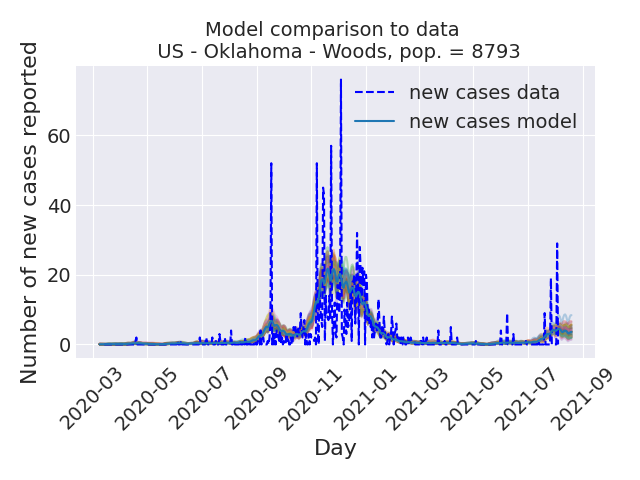 Model comparison to data
US - Oklahoma - Woods, pop. = 8793
new cases data
new cases model
Number of new cases reported
60
40
20
0
2020-03
2020-05
2020-07
2020-09
2020-11
2021-01
2021-03
2021-05
2021-07
2021-09
Day